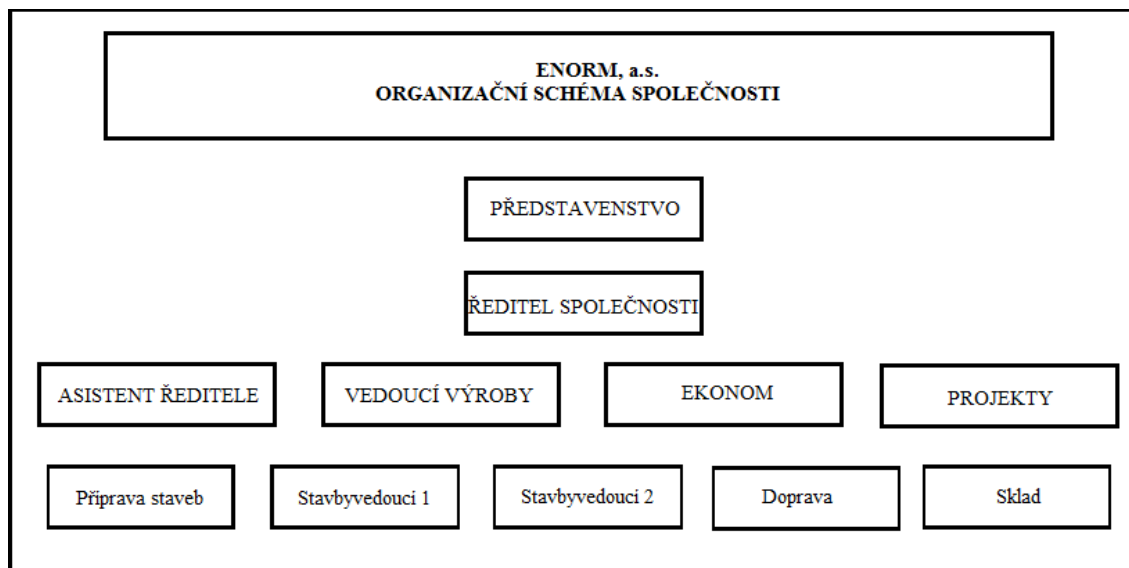 ENORM, a.s.
ORGANIZAČNÍ SCHÉMA SPOLEČNOSTI
PŘEDSTAVENSTVO
ŘEDITEL SPOLEČNOSTI
ASISTENT ŘEDITELE
VEDOUCÍ VÝROBY
EKONOM
PROJEKTY
Příprava staveb
Stavbyvedoucí 1
Stavbyvedoucí 2
Doprava
Sklad